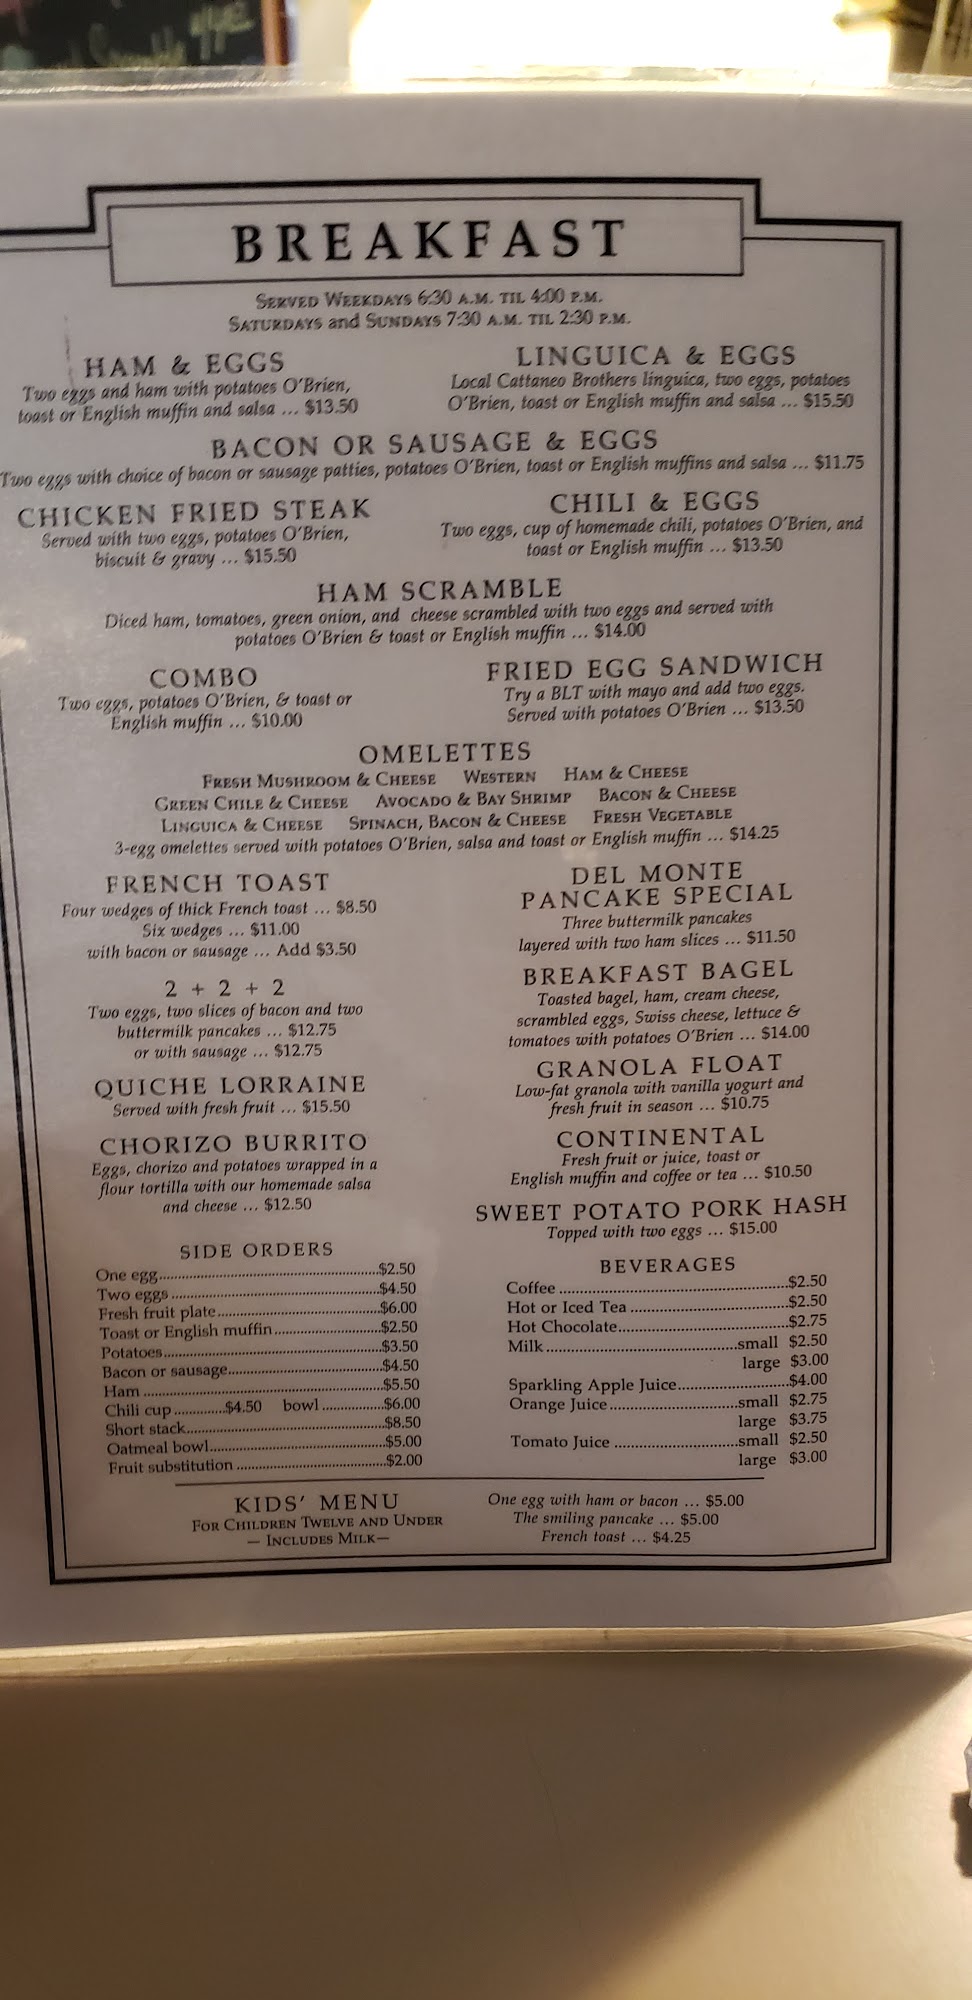 BREAKFAST
SERVED WEEKDAYS 6:30 A.M. TIL 4:00 P.M.
SATURDAYS and SUNDAYS 7:30 A.M. TIL 2:30 P.M.
HAM & EGGS
Two eggs and ham with potatoes O'Brien,
toast or English muffin and salsa ... $13.50
LINGUICA & EGGS
Local Cattaneo Brothers linguica, two eggs, potatoes
O'Brien, toast or English muffin and salsa ... $15.50
BACON OR SAUSAGE & EGGS
Two eggs with choice of bacon or sausage patties, potatoes O'Brien, toast or English muffins and salsa ... $11.75
CHICKEN FRIED STEAK
Served with two eggs, potatoes O'Brien,
biscuit & gravy ... $15.50
CHILI & EGGS
Two eggs, cup of homemade chili, potatoes O'Brien, and
toast or English muffin ... $13.50
HAM SCRAMBLE
Diced ham, tomatoes, green onion, and cheese scrambled with two eggs and served with
potatoes O'Brien & toast or English muffin ... $14.00
COMBO
Two eggs, potatoes O'Brien, & toast or
English muffin ... $10.00
FRIED EGG SANDWICH
Try a BLT with mayo and add two eggs.
Served with potatoes O'Brien ... $13.50
OMELETTES
FRESH MUSHROOM & CHEESE WESTERN HAM & CHEESE
GREEN CHILE & CHEESE AVOCADO & BAY SHRIMP BACON & CHEESE
LINGUICA & CHEESE SPINACH, BACON & CHEESE FRESH VEGETABLE
3-egg omelettes served with potatoes O'Brien, salsa and toast or English muffin ... $14.25
FRENCH TOAST
Four wedges of thick French toast ... $8.50
Six wedges ... $11.00
with bacon or sausage ... Add $3.50
2 + 2 + 2
Two eggs, two slices of bacon and two
buttermilk pancakes ... $12.75
or with sausage ... $12.75
QUICHE LORRAINE
Served with fresh fruit ... $15.50
CHORIZO BURRITO
Eggs, chorizo and potatoes wrapped in a
flour tortilla with our homemade salsa
and cheese ... $12.50
DEL MONTE
PANCAKE SPECIAL
Three buttermilk pancakes
layered with two ham slices ... $11.50
BREAKFAST BAGEL
Toasted bagel, ham, cream cheese,
scrambled eggs, Swiss cheese, lettuce &
tomatoes with potatoes O'Brien ... $14.00
GRANOLA FLOAT
Low-fat granola with vanilla yogurt and
fresh fruit in season ... $10.75
CONTINENTAL
Fresh fruit or juice, toast or
English muffin and coffee or tea ... $10.50
SWEET POTATO PORK HASH
Topped with two eggs ... $15.00
SIDE ORDERS
One egg ... $2.50
Two eggs ... $4.50
Fresh fruit plate ... $6.00
Toast or English muffin ... $2.50
Potatoes ... $3.50
Bacon or sausage ... $4.50
Ham ... $5.50
Chili cup ... $4.50 bowl ... $6.00
Short stack ... $8.50
Oatmeal bowl ... $5.00
Fruit substitution ... $2.00
BEVERAGES
Coffee ... $2.50
Hot or Iced Tea ... $2.50
Hot Chocolate ... $2.75
Milk ... small $2.50
large $3.00
Sparkling Apple Juice ... $4.00
Orange Juice ... small $2.75
large $3.75
Tomato Juice ... small $2.50
large $3.00
KIDS' MENU
FOR CHILDREN TWELVE AND UNDER
— INCLUDES MILK—
One egg with ham or bacon ... $5.00
The smiling pancake ... $5.00
French toast ... $4.25